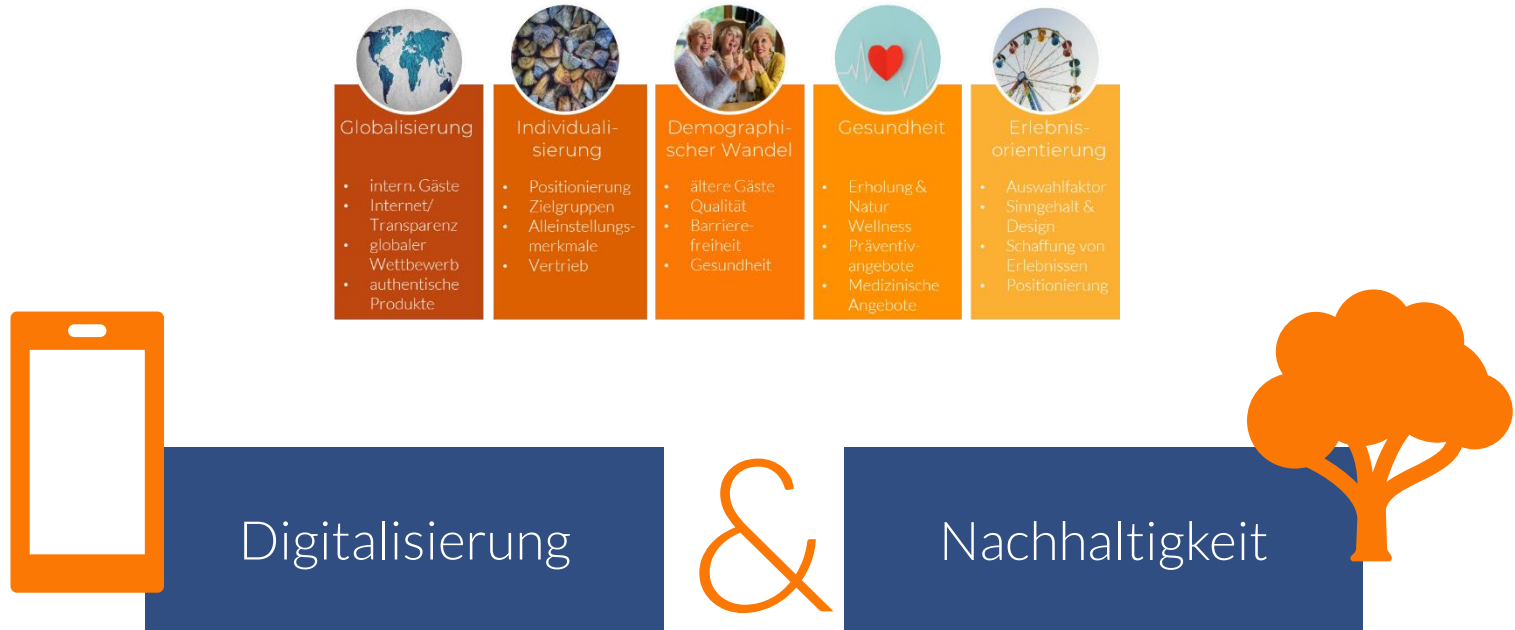 Globalisierung
• intern. Gäste
• Internet/
Transparenz
• globaler
Wettbewerb
• authentische
Produkte
Individuali-
sierung
• Positionierung
• Zielgruppen
• Alleinstellungs-
merkmale
• Vertrieb
Demographi-
scher Wandel
• ältere Gäste
• Qualität
• Barriere-
freiheit
• Gesundheit
Gesundheit
• Erholung &
Natur
• Wellness
• Präventiv-
angebote
• Medizinische
Angebote
Erlebnis-
orientierung
• Auswahlfaktor
• Sinngehalt &
Design
• Schaffung von
Erlebnissen
• Positionierung
Digitalisierung
&
Nachhaltigkeit